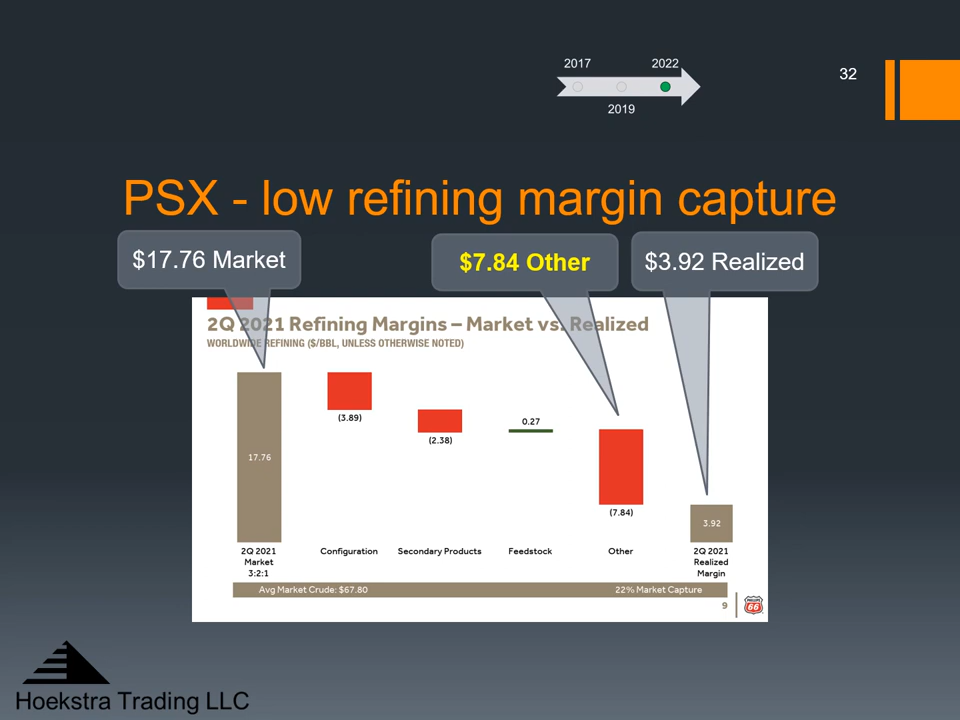 2017
2022
32
2019
PSX - low refining margin capture
$17.76 Market
$7.84 Other
$3.92 Realized
2Q 2021 Refining Margins – Market vs. Realized
WORLDWIDE REFINING ($/BBL, UNLESS OTHERWISE NOTED)
(3.89)
(2.38)
0.27
17.76
(7.84)
3.92
2Q 2021
Market
3:2:1
Configuration
Secondary Products
Feedstock
Other
2Q 2021
Realized
Margin
Avg Market Crude: $67.80
22% Market Capture
9
PHILLIPS
66
Hoekstra Trading LLC